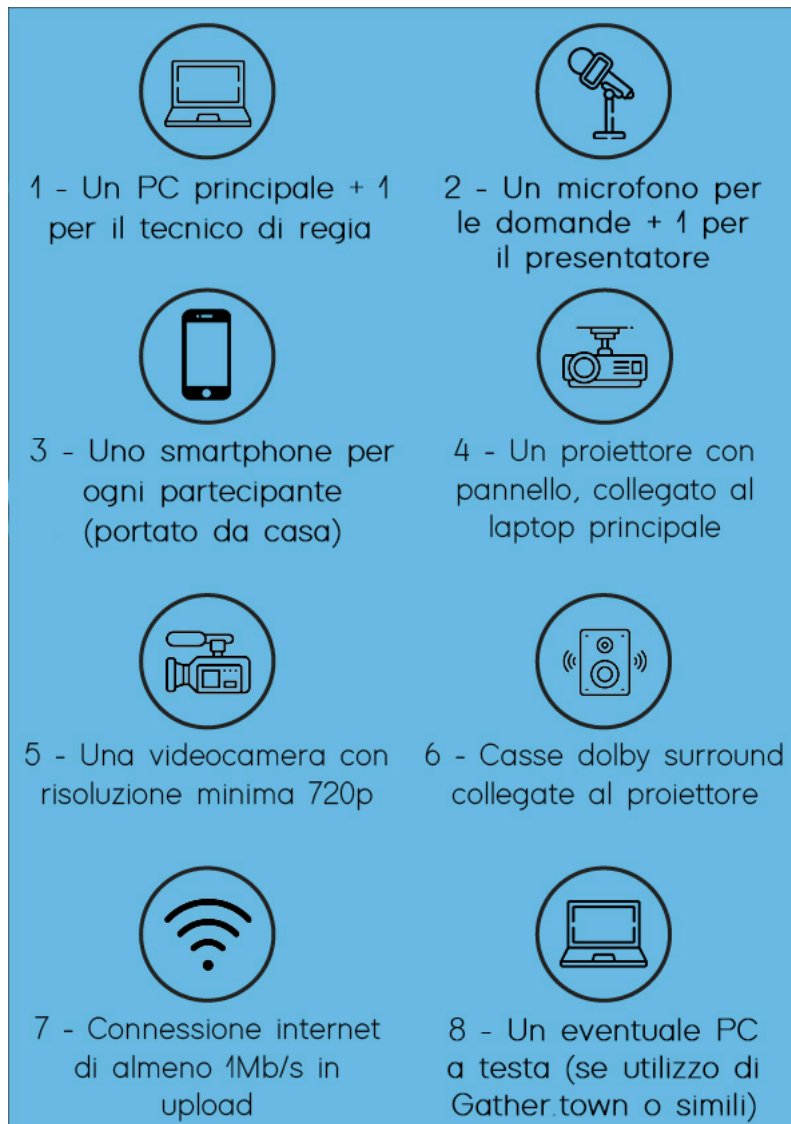 1 - Un PC principale + 1
per il tecnico di regia
2 - Un microfono per
le domande + 1 per
il presentatore
3 - Uno smartphone per
ogni partecipante
(portato da casa)
4 - Un proiettore con
pannello, collegato al
laptop principale
5 - Una videocamera con
risoluzione minima 720p
6 - Casse dolby surround
collegate al proiettore
7 - Connessione internet
di almeno 1Mb/s in
upload
8 - Un eventuale PC
a testa (se utilizzo di
Gather.town o simili)